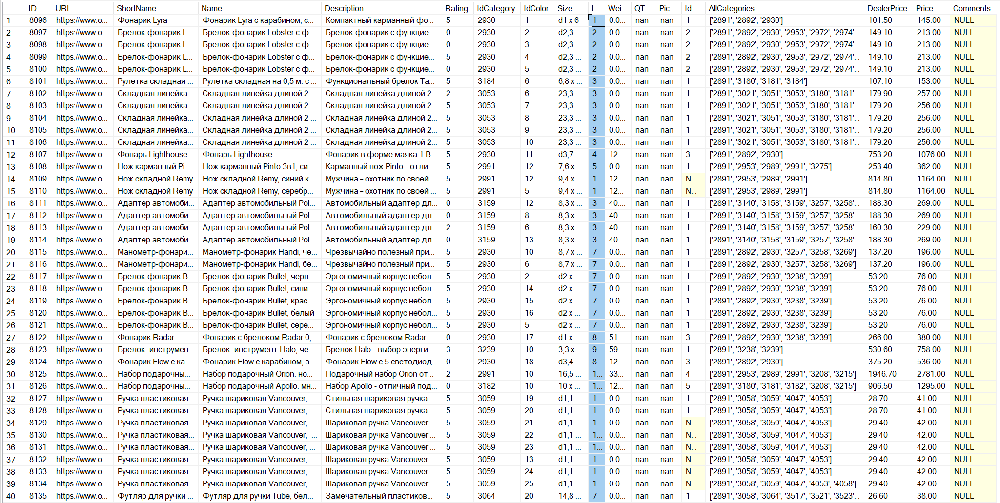 ID URL ShortName Name Description Rating IdCategory IdColor Size I... Wei... QT... Pic... Id... AllCategories DealerPrice Price Comments
1 8096 https://www.o... Фонарик Lyra Фонарик Lyra с карабином, с... Компактный карманный фо... 5 2930 1 d1 x 6 1 0.0... nan nan 1 ['2891', '2892', '2930'] 101.50 145.00 NULL
2 8097 https://www.o... Брелок-фонарик L... Брелок-фонарик Lobster с ф... Брелок-фонарик с функцие... 0 2930 2 d2,3 ... 2 0.0... nan nan 2 ['2891', '2892', '2930', '2953', '2972', '2974'... 149.10 213.00 NULL
3 8098 https://www.o... Брелок-фонарик L... Брелок-фонарик Lobster с ф... Брелок-фонарик с функцие... 0 2930 3 d2,3 ... 2 0.0... nan nan 2 ['2891', '2892', '2930', '2953', '2972', '2974'... 149.10 213.00 NULL
4 8099 https://www.o... Брелок-фонарик L... Брелок-фонарик Lobster с ф... Брелок-фонарик с функцие... 5 2930 4 d2,3 ... 2 0.0... nan nan 2 ['2891', '2892', '2930', '2953', '2972', '2974'... 149.10 213.00 NULL
5 8100 https://www.o... Брелок-фонарик L... Брелок-фонарик Lobster с ф... Брелок-фонарик с функцие... 0 2930 5 d2,3 ... 2 0.0... nan nan 2 ['2891', '2892', '2930', '2953', '2972', '2974'... 149.10 213.00 NULL
6 8101 https://www.o... Рулетка складная ... Рулетка складная на 0,5 м. с ... Функциональный брелок Та... 5 3184 6 6,8 x ... 3 0.0... nan nan 1 ['2891', '3180', '3181', '3184'] 107.10 153.00 NULL
7 8102 https://www.o... Складная линейка... Складная линейка длиной 2 ... Складная линейка длиной 2... 2 3053 6 23,3 ... 3 0.0... nan nan 1 ['2891', '3021', '3051', '3053', '3180', '3181'... 179.90 257.00 NULL
8 8103 https://www.o... Складная линейка... Складная линейка длиной 2 ... Складная линейка длиной 2... 5 3053 7 23,3 ... 3 0.0... nan nan 1 ['2891', '3021', '3051', '3053', '3180', '3181'... 179.20 256.00 NULL
9 8104 https://www.o... Складная линейка... Складная линейка длиной 2 ... Складная линейка длиной 2... 5 3053 8 23,3 ... 3 0.0... nan nan 1 ['2891', '3021', '3051', '3053', '3180', '3181'... 179.20 256.00 NULL
10 8105 https://www.o... Складная линейка... Складная линейка длиной 2 ... Складная линейка длиной 2... 5 3053 9 23,3 ... 3 0.0... nan nan 1 ['2891', '3021', '3051', '3053', '3180', '3181'... 179.20 256.00 NULL
11 8106 https://www.o... Складная линейка... Складная линейка длиной 2 ... Складная линейка длиной 2... 5 3053 10 23,3 ... 3 0.0... nan nan 1 ['2891', '3021', '3051', '3053', '3180', '3181'... 179.20 256.00 NULL
12 8107 https://www.o... Фонарь Lighthouse Фонарь Lighthouse Фонарик в форме маяка 1 В... 5 2930 11 d3,7 ... 4 12... nan nan 3 ['2891', '2892', '2930'] 753.20 1076.00 NULL
13 8108 https://www.o... Нож карманный Pi... Нож карманный Pinto 3в1, си... Карманный нож Pinto – отли... 5 2991 12 7,6 x ... 5 0.0... nan nan 1 ['2891', '2953', '2989', '2991', '3275'] 253.40 362.00 NULL
14 8109 https://www.o... Нож складной Remy Нож складной Remy, синий к... Мужчина – охотник по своей ... 5 2991 12 9,4 x ... 1 12... nan nan N... ['2891', '2953', '2989', '2991'] 814.80 1164.00 NULL
15 8110 https://www.o... Нож складной Remy Нож складной Remy, серебр... Мужчина – охотник по своей ... 5 2991 5 9,4 x ... 1 12... nan nan N... ['2891', '2953', '2989', '2991'] 814.80 1164.00 NULL
16 8111 https://www.o... Адаптер автомоби... Адаптер автомобильный Pol... Автомобильный адаптер дл... 0 3159 12 8,3 x ... 3 40.... nan nan 1 ['2891', '3140', '3158', '3159', '3257', '3258'... 188.30 269.00 NULL
17 8112 https://www.o... Адаптер автомоби... Адаптер автомобильный Pol... Автомобильный адаптер дл... 0 3159 8 8,3 x ... 3 40.... nan nan 1 ['2891', '3140', '3158', '3159', '3257', '3258'... 188.30 269.00 NULL
18 8113 https://www.o... Адаптер автомоби... Адаптер автомобильный Pol... Автомобильный адаптер дл... 2 3159 6 8,3 x ... 3 40.... nan nan 1 ['2891', '3140', '3158', '3159', '3257', '3258'... 160.30 229.00 NULL
19 8114 https://www.o... Адаптер автомоби... Адаптер автомобильный Pol... Автомобильный адаптер дл... 0 3159 13 8,3 x ... 3 40.... nan nan 1 ['2891', '3140', '3158', '3159', '3257', '3258'... 188.30 269.00 NULL
20 8115 https://www.o... Манометр-фонари... Манометр-фонарик Handi, че... Чрезвычайно полезный при... 5 2930 10 8,7 x ... 7 0.0... nan nan 1 ['2891', '2892', '2930', '3257', '3258', '3269'] 137.20 196.00 NULL
21 8116 https://www.o... Манометр-фонари... Манометр-фонарик Handi, бе... Чрезвычайно полезный при... 5 2930 6 8,7 x ... 7 0.0... nan nan 1 ['2891', '2892', '2930', '3257', '3258', '3269'] 137.20 196.00 NULL
22 8117 https://www.o... Брелок-фонарик B... Брелок-фонарик Bullet, черн... Эргономичный корпус небол... 5 2930 2 d2 x ... 7 0.0... nan nan 1 ['2891', '2892', '2930', '3238', '3239'] 53.20 76.00 NULL
23 8118 https://www.o... Брелок-фонарик B... Брелок-фонарик Bullet, сини... Эргономичный корпус небол... 5 2930 14 d2 x ... 7 0.0... nan nan 1 ['2891', '2892', '2930', '3238', '3239'] 53.20 76.00 NULL
24 8119 https://www.o... Брелок-фонарик B... Брелок-фонарик Bullet, крас... Эргономичный корпус небол... 5 2930 15 d2 x ... 7 0.0... nan nan 1 ['2891', '2892', '2930', '3238', '3239'] 53.20 76.00 NULL
25 8120 https://www.o... Брелок-фонарик B... Брелок-фонарик Bullet, белый Эргономичный корпус небол... 5 2930 16 d2 x ... 7 0.0... nan nan 1 ['2891', '2892', '2930', '3238', '3239'] 53.20 76.00 NULL
26 8121 https://www.o... Брелок-фонарик B... Брелок-фонарик Bullet, сере... Эргономичный корпус небол... 5 2930 5 d2 x ... 7 0.0... nan nan 1 ['2891', '2892', '2930', '3238', '3239'] 53.20 76.00 NULL
27 8122 https://www.o... Фонарик Radar Фонарик с брелоком Radar 0,... Фонарик с брелоком Radar ... 0 2930 17 d1 x ... 8 51.... nan nan 3 ['2891', '2892', '2930', '3238', '3239'] 266.00 380.00 NULL
28 8123 https://www.o... Брелок- инструмен... Брелок- инструмент Halo, че... Брелок Halo – выбор энерги... 3 3239 10 3,3 x ... 9 59.... nan nan 1 ['2891', '3238', '3239'] 530.60 758.00 NULL
29 8124 https://www.o... Фонарик Flow с ка... Фонарик Flow с карабином, з... Фонарик Flow с 5 светодиод... 0 2930 18 d3,4 ... 8 12... nan nan 3 ['2891', '2892', '2930'] 375.20 536.00 NULL
30 8125 https://www.o... Набор подарочны... Набор подарочный Orion: но... Подарочный набор Orion от... 2 2991 10 16,5 ... 1... 33... nan nan 4 ['2891', '2953', '2989', '2991', '3208', '3215'] 1946.70 2781.00 NULL
31 8126 https://www.o... Набор подарочны... Набор подарочный Apollo: мн... Набор Apollo - отличный под... 0 3182 10 10 x ... 1... 12... nan nan 5 ['2891', '3180', '3181', '3182', '3208', '3215'] 906.50 1295.00 NULL
32 8127 https://www.o... Ручка пластиковая... Ручка шариковая Vancouver, ... Стильная шариковая ручка ... 5 3059 19 d1,1 ... 1... 0.0... nan nan 1 ['2891', '3058', '3059', '4047', '4053'] 28.70 41.00 NULL
33 8128 https://www.o... Ручка пластиковая... Ручка шариковая Vancouver, ... Стильная шариковая ручка ... 5 3059 20 d1,1 ... 1... 0.0... nan nan 1 ['2891', '3058', '3059', '4047', '4053'] 28.70 41.00 NULL
34 8129 https://www.o... Ручка пластиковая... Ручка шариковая Vancouver, ... Шариковая ручка Vancouver ... 5 3059 21 d1,1 ... 1... 0.0... nan nan N... ['2891', '3058', '3059', '4047', '4053'] 29.40 42.00 NULL
35 8130 https://www.o... Ручка пластиковая... Ручка шариковая Vancouver, ... Шариковая ручка Vancouver ... 5 3059 22 d1,1 ... 1... 0.0... nan nan N... ['2891', '3058', '3059', '4047', '4053'] 29.40 42.00 NULL
36 8131 https://www.o... Ручка пластиковая... Ручка шариковая Vancouver, ... Шариковая ручка Vancouver ... 5 3059 23 d1,1 ... 1... 0.0... nan nan N... ['2891', '3058', '3059', '4047', '4053'] 29.40 42.00 NULL
37 8132 https://www.o... Ручка пластиковая... Ручка шариковая Vancouver, ... Шариковая ручка Vancouver ... 5 3059 13 d1,1 ... 1... 0.0... nan nan N... ['2891', '3058', '3059', '4047', '4053'] 29.40 42.00 NULL
38 8133 https://www.o... Ручка пластиковая... Ручка шариковая Vancouver, ... Шариковая ручка Vancouver ... 5 3059 24 d1,1 ... 1... 0.0... nan nan N... ['2891', '3058', '3059', '4047', '4053'] 29.40 42.00 NULL
39 8134 https://www.o... Ручка пластиковая... Ручка шариковая Vancouver, ... Шариковая ручка Vancouver ... 5 3059 25 d1,1 ... 1... 0.0... nan nan N... ['2891', '3058', '3059', '4047', '4053', '4058'] 29.40 42.00 NULL
40 8135 https://www.o... Футляр для ручки ... Футляр для ручки Tube, бел... Замечательный пластиков... 5 3064 20 14,8 ... 7 0.0... nan nan 1 ['2891', '3058', '3064', '3517', '3521', '3523'... 26.60 38.00 NULL